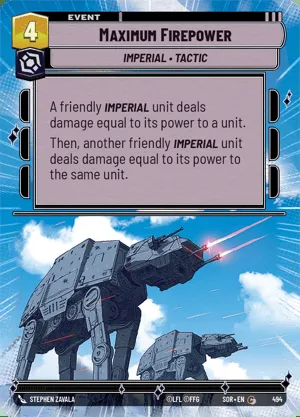 4
EVENT
MAXIMUM FIREPOWER
IMPERIAL • TACTIC
A friendly IMPERIAL unit deals
damage equal to its power to a unit.
Then, another friendly IMPERIAL unit
deals damage equal to its power to
the same unit.
STEPHEN ZAVALA ©LFL ©FFG SOR • EN C 494